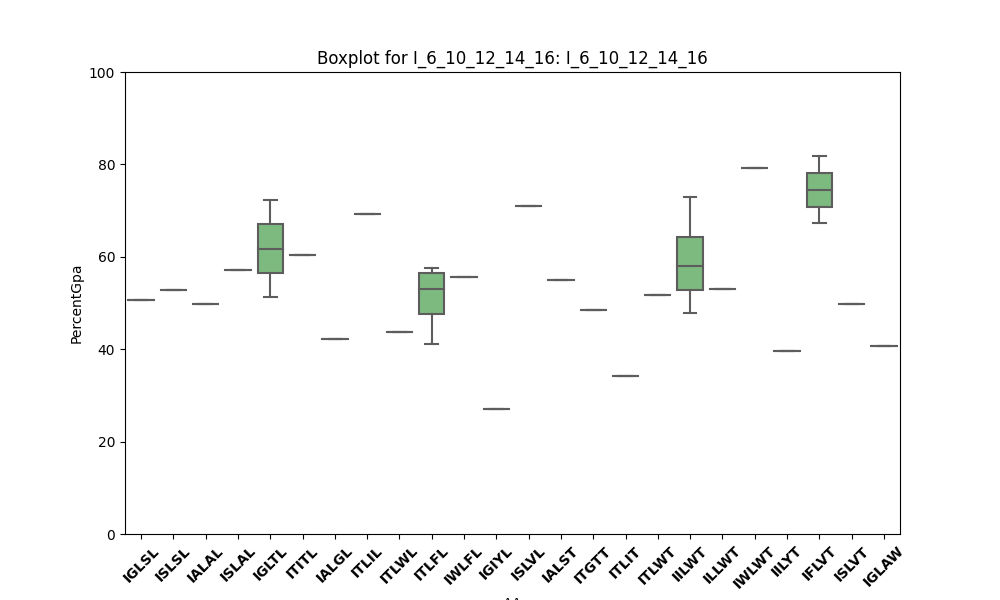 Boxplot for I_6_10_12_14_16: I_6_10_12_14_16
100
80
60
40
20
0
PercentGpa
IGLSL
ISLSL
IALAL
ISLAL
IGLTL
ITITL
IALGL
ITLIL
ITLWL
ITLFL
IWLFL
IGIYL
ISLVL
IALST
ITGTT
ITLIT
ITLWT
IILWT
ILLWT
IWLWT
IILYT
IFLVT
ISLVT
IGLAW